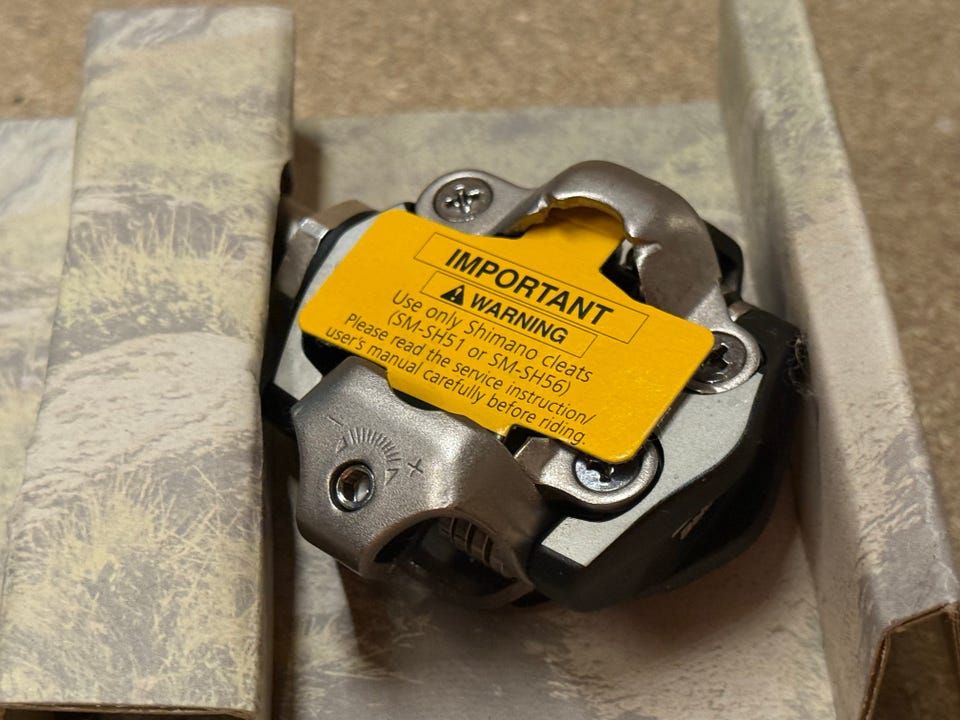 IMPORTANT
WARNING
Use only Shimano cleats
(SM-SH51 or SM-SH56)
Please read the service instruction/
user's manual carefully before riding.
- +